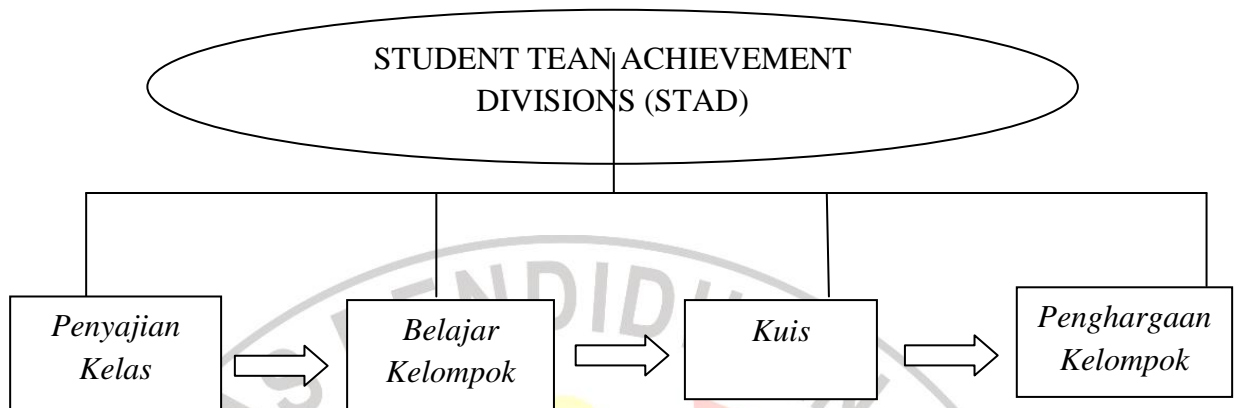 STUDENT TEAN ACHIEVEMENT
DIVISIONS (STAD)
Penyajian
Kelas
Belajar
Kelompok
Kuis
Penghargaan
Kelompok